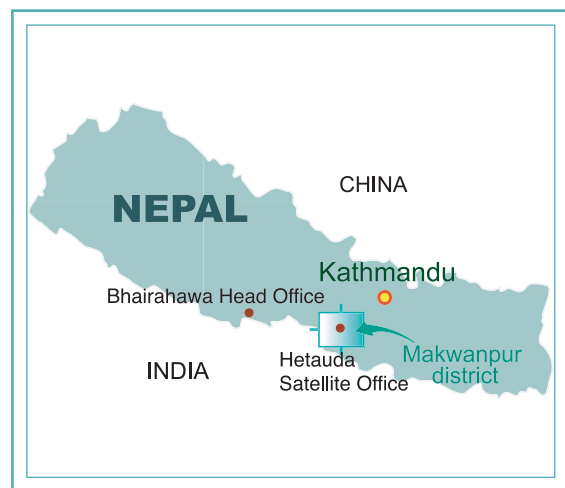 CHINA
NEPAL
Kathmandu
Bhairahawa Head Office
Hetauda
Satellite Office
Makwanpur
district
INDIA